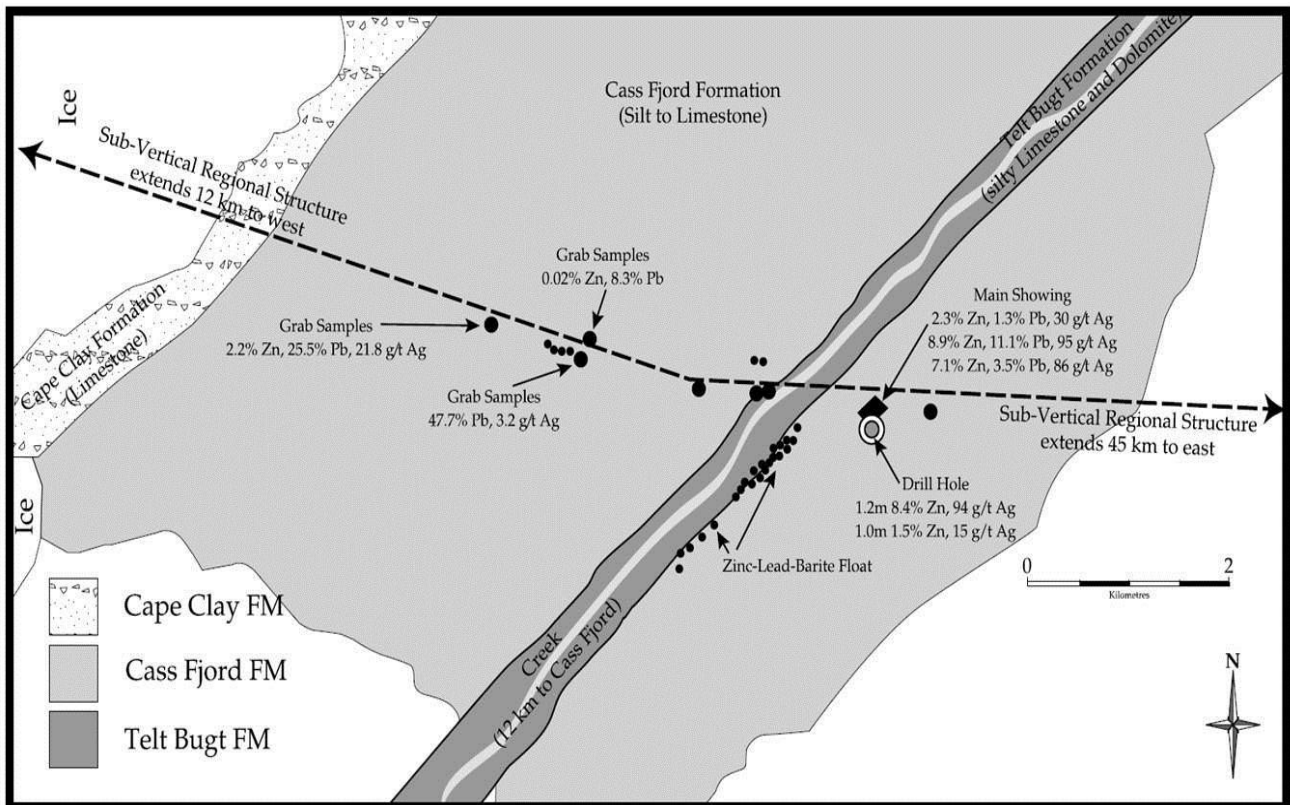 Ice
Sub-Vertical Regional Structure
extends 12 km to west
Cass Fjord Formation
(Silt to Limestone)
Telt Bugt Formation
(silty Limestone and Dolomite)
Cape Clay Formation
(Limestone)
Grab Samples
0.02% Zn, 8.3% Pb
Grab Samples
2.2% Zn, 25.5% Pb, 21.8 g/t Ag
Grab Samples
47.7% Pb, 3.2 g/t Ag
Main Showing
2.3% Zn, 1.3% Pb, 30 g/t Ag
8.9% Zn, 11.1% Pb, 95 g/t Ag
7.1% Zn, 3.5% Pb, 86 g/t Ag
Sub-Vertical Regional Structure
extends 45 km to east
Drill Hole
1.2m 8.4% Zn, 94 g/t Ag
1.0m 1.5% Zn, 15 g/t Ag
Ice
Zinc-Lead-Barite Float
0 2
Kilometres
Creek
(12 km to Cass Fjord)
Cape Clay FM
Cass Fjord FM
Telt Bugt FM
N